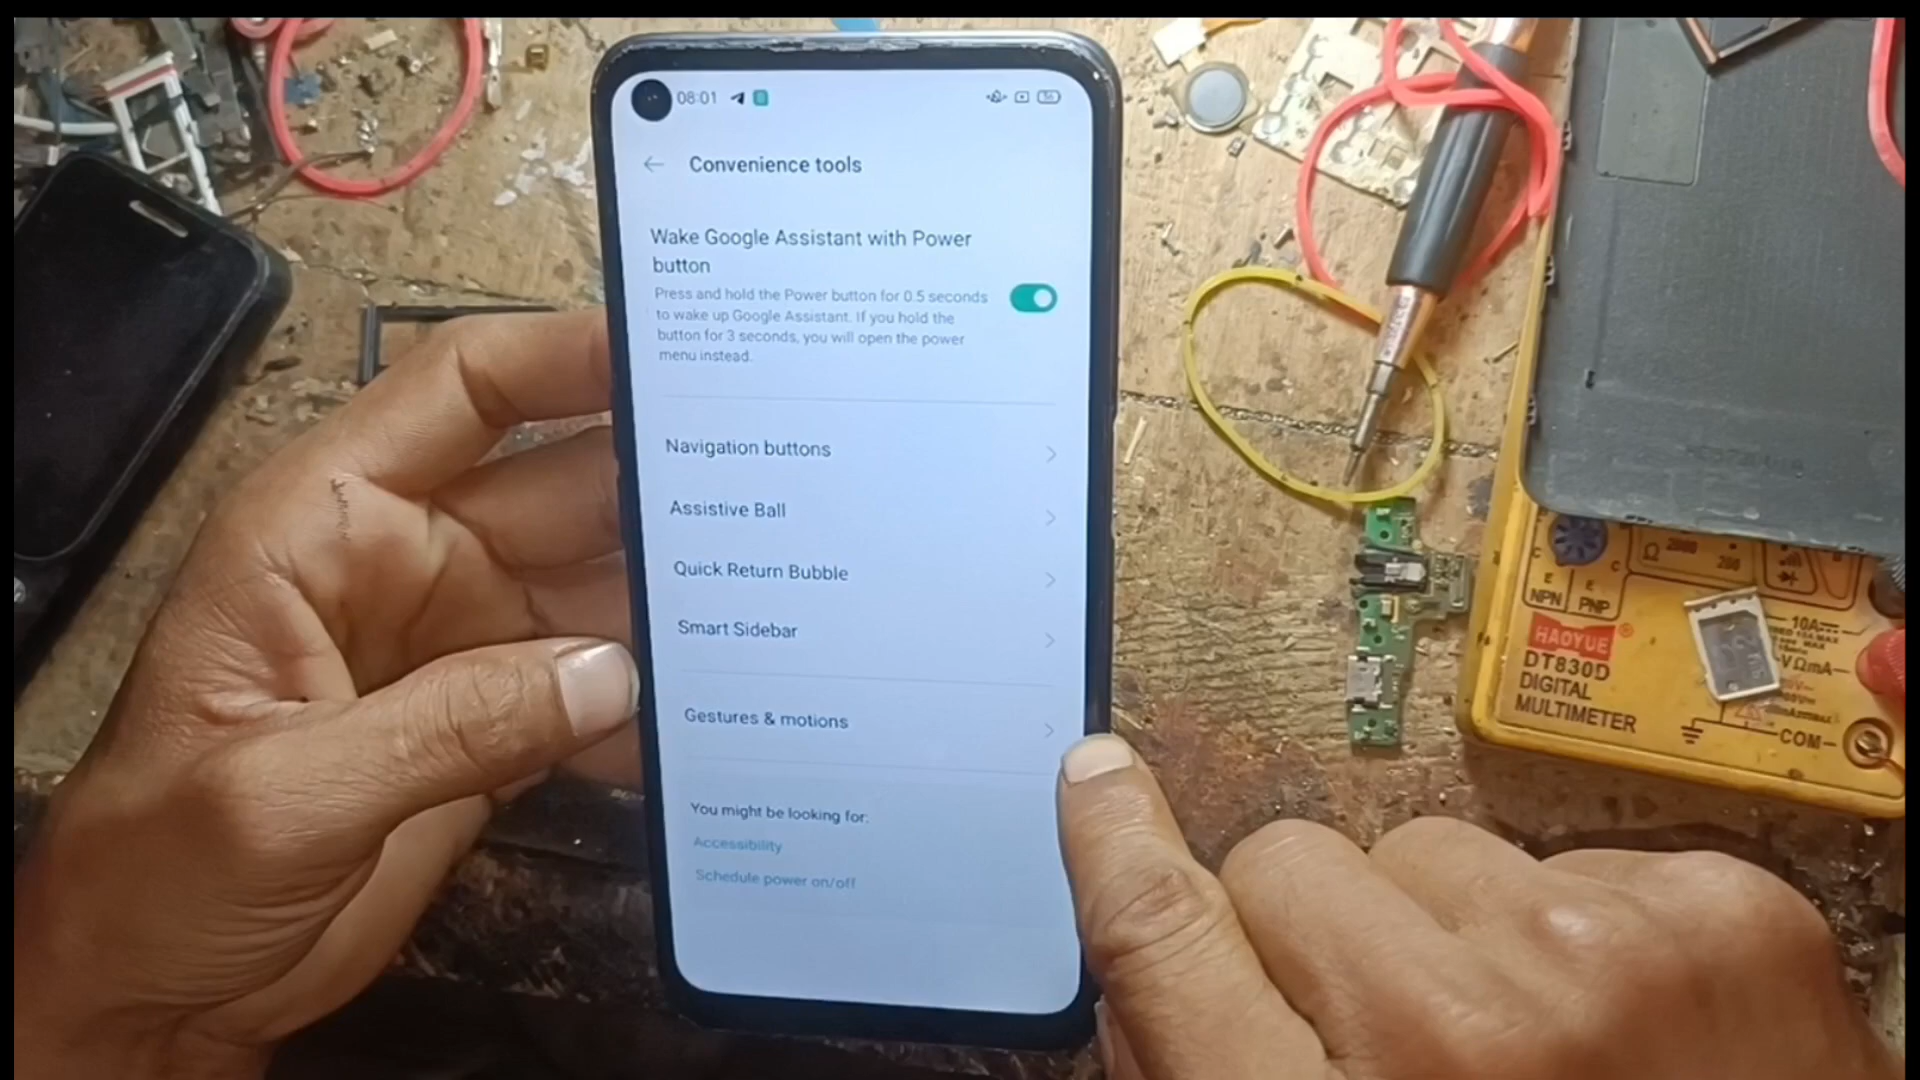 08:01
Convenience tools
Wake Google Assistant with Power
button
Press and hold the Power button for 0.5 seconds
to wake up Google Assistant. If you hold the
button for 3 seconds, you will open the power
menu instead.
Navigation buttons
Assistive Ball
Quick Return Bubble
Smart Sidebar
Gestures & motions
You might be looking for:
Accessibility
Schedule power on/off
Ω 2000 200
C
C
E
E
NPN PNP
HAOYUE
DT830D
DIGITAL
MULTIMETER
10A
VΩmA
COM